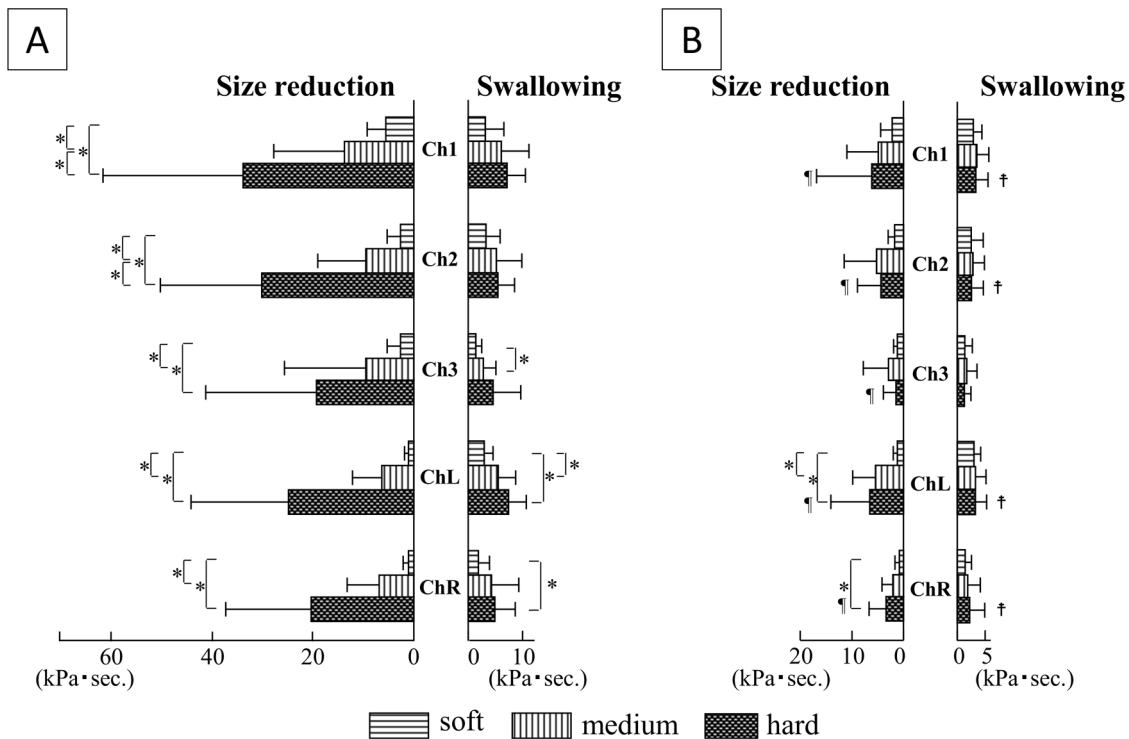 A
B
Size reduction Swallowing
Size reduction Swallowing
Ch1
* * *
¶ †
Ch2
* * *
¶ †
Ch3
* * *
¶
ChL
* * * *
* * ¶ †
ChR
* * *
* ¶ †
60 40 20 0 0 10
20 10 0 0 5
(kPa・sec.) (kPa・sec.)
(kPa・sec.) (kPa・sec.)
soft medium hard
Ch1
Ch2
Ch3
ChL
ChR